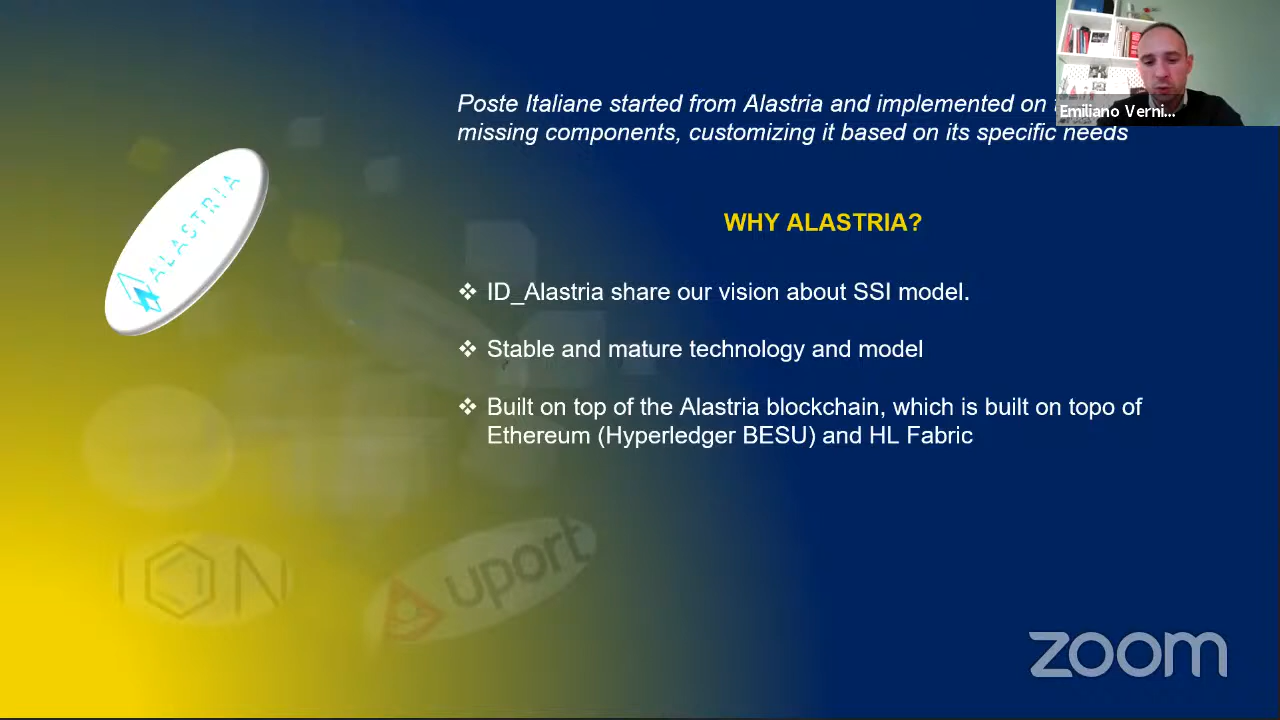 Poste Italiane started from Alastria and implemented on
missing components, customizing it based on its specific needs
Emiliano Verni...
ALASTRIA
WHY ALASTRIA?
❖ ID_Alastria share our vision about SSI model.
❖ Stable and mature technology and model
❖ Built on top of the Alastria blockchain, which is built on topo of
Ethereum (Hyperledger BESU) and HL Fabric
ION
uport
zoom